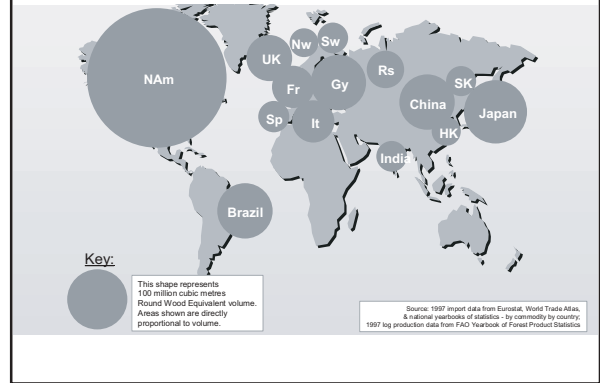 NAm
UK
Nw
Sw
Fr
Gy
Rs
Sp
It
China
SK
Japan
HK
India
Brazil
Key:
This shape represents
100 million cubic metres
Round Wood Equivalent volume.
Areas shown are directly
proportional to volume.
Source: 1997 import data from Eurostat, World Trade Atlas,
& national yearbooks of statistics - by commodity by country;
1997 log production data from FAO Yearbook of Forest Product Statistics